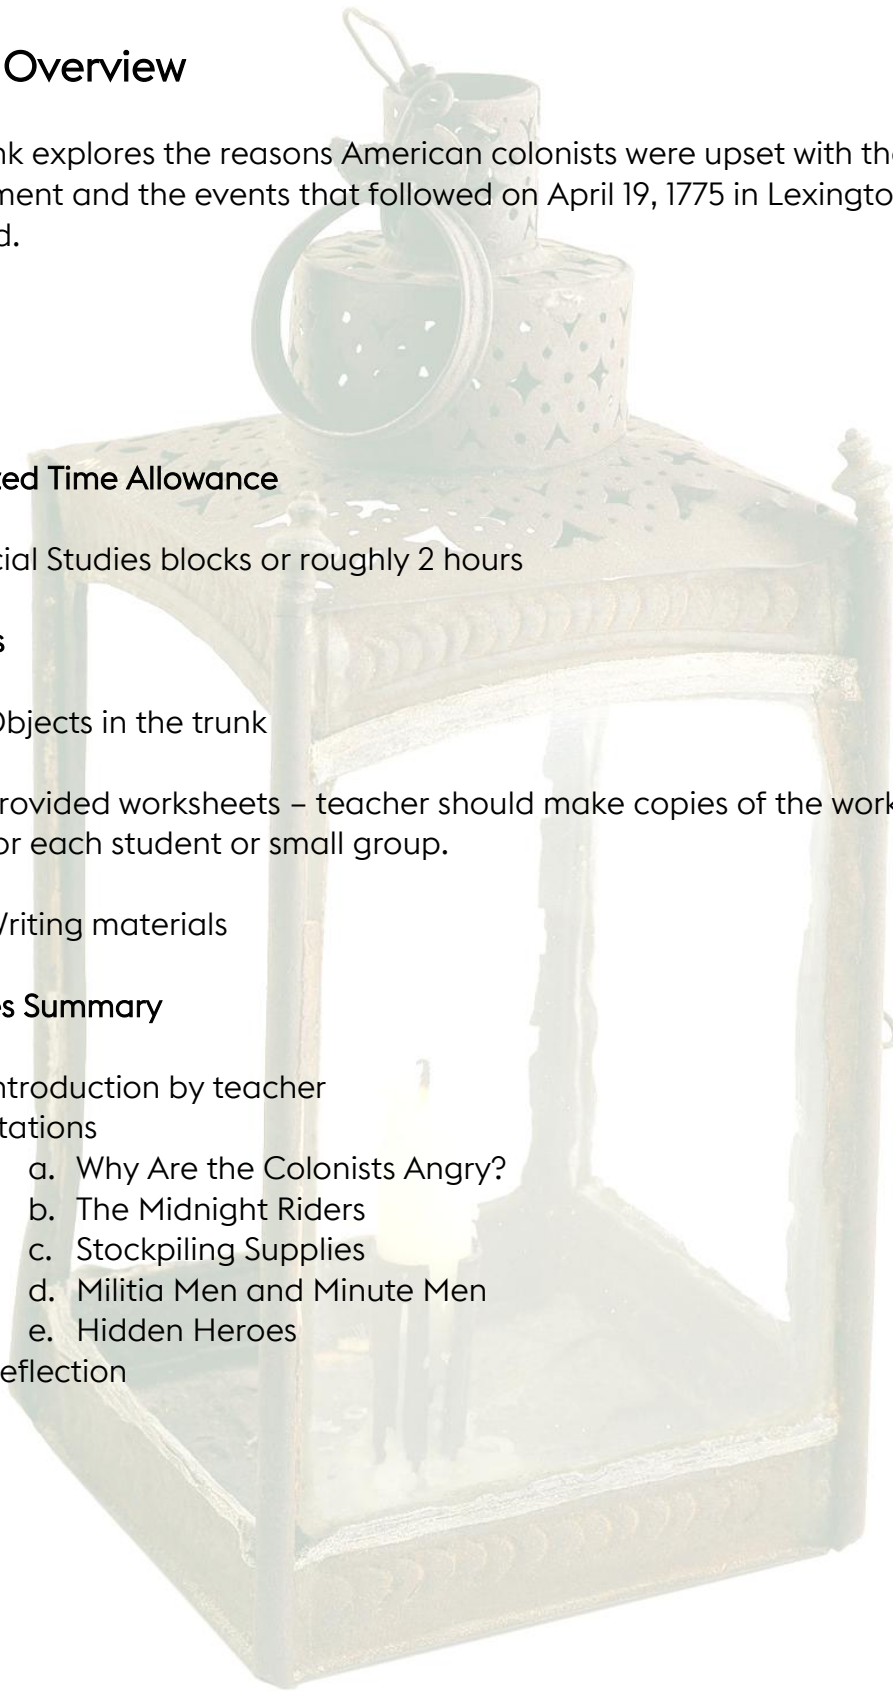 Overview
nk explores the reasons American colonists were upset with th
ment and the events that followed on April 19, 1775 in Lexingto
d.
ted Time Allowance
cial Studies blocks or roughly 2 hours
s
Objects in the trunk
rovided worksheets – teacher should make copies of the work
or each student or small group.
Writing materials
es Summary
ntroduction by teacher
tations
a. Why Are the Colonists Angry?
b. The Midnight Riders
c. Stockpiling Supplies
d. Militia Men and Minute Men
e. Hidden Heroes
eflection